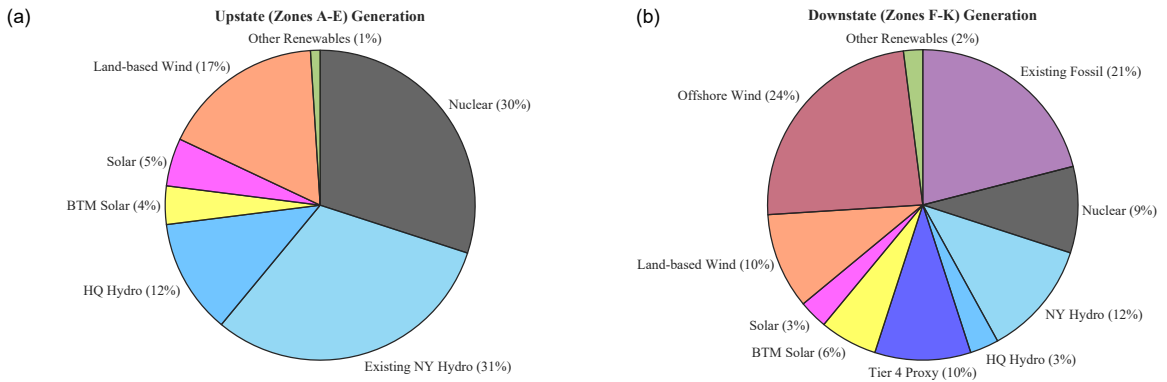 (a)
Upstate (Zones A-E) Generation
Other Renewables (1%)
Land-based Wind (17%)
Nuclear (30%)
Solar (5%)
BTM Solar (4%)
HQ Hydro (12%)
Existing NY Hydro (31%)
(b)
Downstate (Zones F-K) Generation
Other Renewables (2%)
Existing Fossil (21%)
Offshore Wind (24%)
Nuclear (9%)
Land-based Wind (10%)
NY Hydro (12%)
Solar (3%)
BTM Solar (6%)
HQ Hydro (3%)
Tier 4 Proxy (10%)